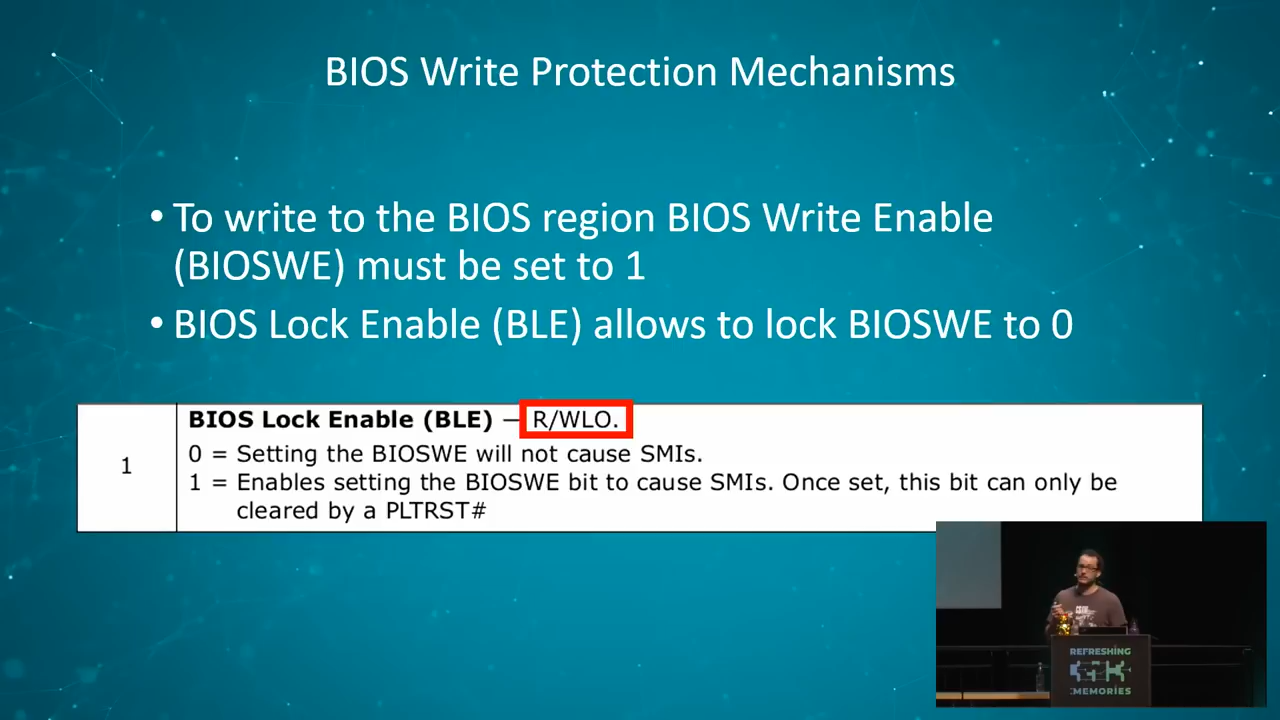 BIOS Write Protection Mechanisms
• To write to the BIOS region BIOS Write Enable
(BIOSWE) must be set to 1
• BIOS Lock Enable (BLE) allows to lock BIOSWE to 0
BIOS Lock Enable (BLE) — R/WLO.
0 = Setting the BIOSWE will not cause SMIs.
1
1 = Enables setting the BIOSWE bit to cause SMIs. Once set, this bit can only be
cleared by a PLTRST#
REFRESHING
MEMORIES